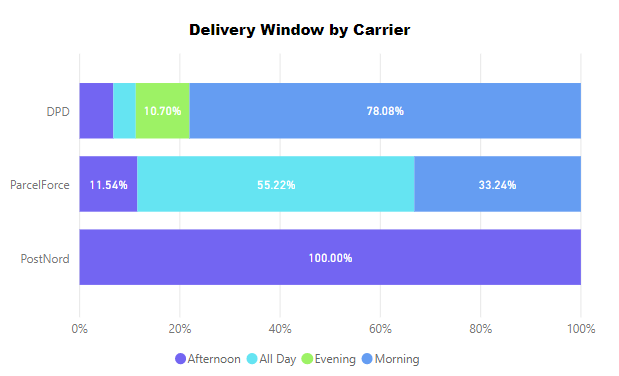 Delivery Window by Carrier
DPD
10.70%
78.08%
ParcelForce
11.54%
55.22%
33.24%
PostNord
100.00%
0%
20%
40%
60%
80%
100%
Afternoon
All Day
Evening
Morning